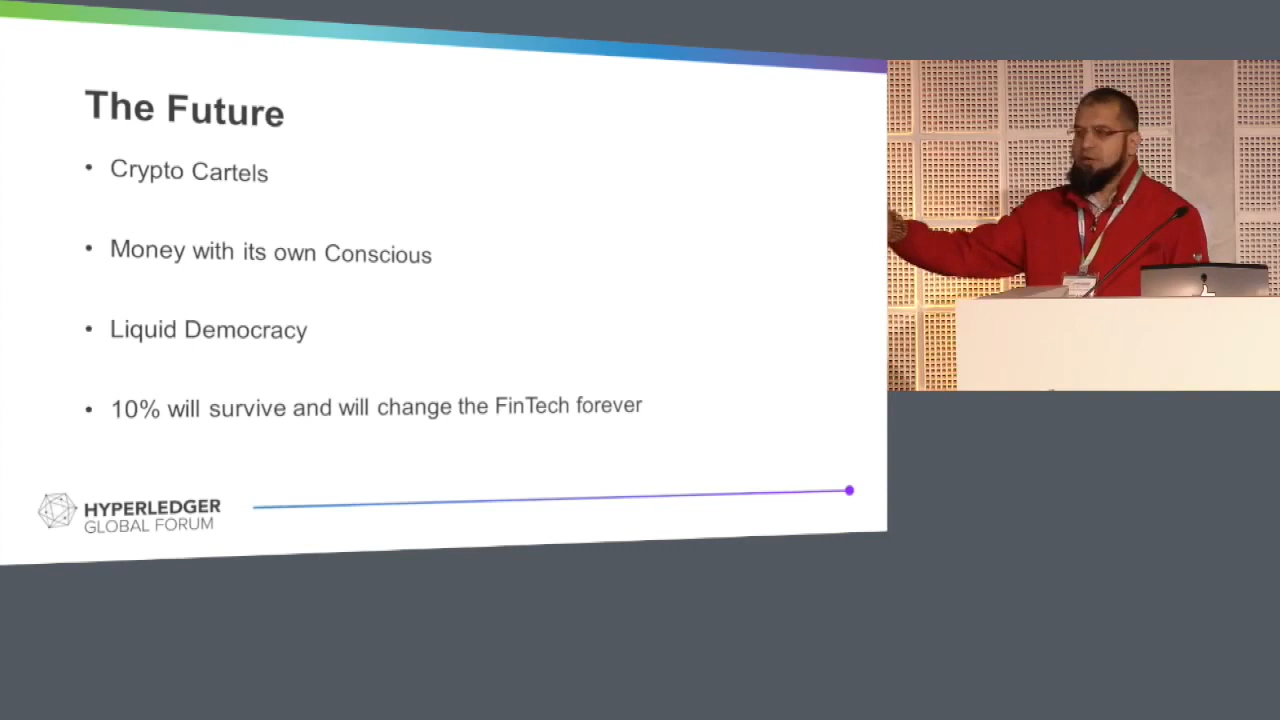 The Future
• Crypto Cartels
• Money with its own Conscious
• Liquid Democracy
• 10% will survive and will change the FinTech forever
HYPERLEDGER
GLOBAL FORUM